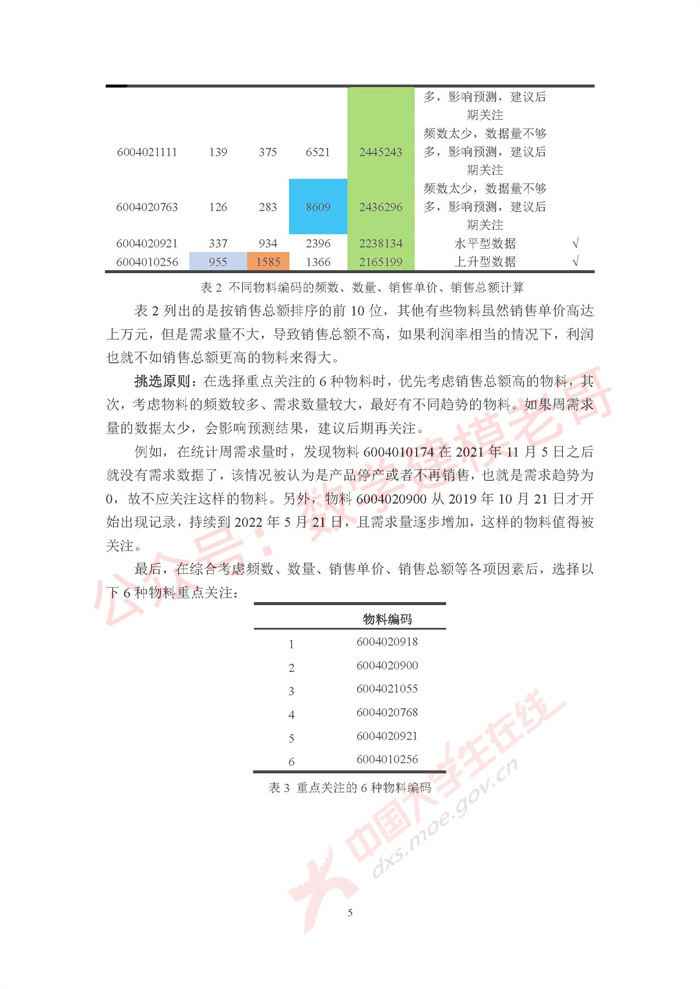 多，影响预测，建议后
期关注
频数太少，数据量不够
6004021111 139 375 6521 2445243 多，影响预测，建议后
期关注
频数太少，数据量不够
6004020763 126 283 8609 2436296 多，影响预测，建议后
期关注
6004020921 337 934 2396 2238134 水平型数据 √
6004010256 955 1585 1366 2165199 上升型数据 √
表 2 不同物料编码的频数、数量、销售单价、销售总额计算
表 2 列出的是按销售总额排序的前 10 位，其他有些物料虽然销售单价高达
上万元，但是需求量不大，导致销售总额不高，如果利润率相当的情况下，利润
也就不如销售总额更高的物料来得大。
挑选原则：在选择重点关注的 6 种物料时，优先考虑销售总额高的物料，其
次，考虑物料的频数较多、需求数量较大，最好有不同趋势的物料。如果周需求
量的数据太少，会影响预测结果，建议后期再关注。
例如，在统计周需求量时，发现物料 6004010174 在 2021 年 11 月 5 日之后
就没有需求数据了，该情况被认为是产品停产或者不再销售，也就是需求趋势为
0，故不应关注这样的物料。另外，物料 6004020900 从 2019 年 10 月 21 日才开
始出现记录，持续到 2022 年 5 月 21 日，且需求量逐步增加，这样的物料值得被
关注。
最后，在综合考虑频数、数量、销售单价、销售总额等各项因素后，选择以
下 6 种物料重点关注：
物料编码
1 6004020918
2 6004020900
3 6004021055
4 6004020768
5 6004020921
6 6004010256
表 3 重点关注的 6 种物料编码
5
公众号：数学建模老哥
中国大学生在线
dxs.moe.gov.cn